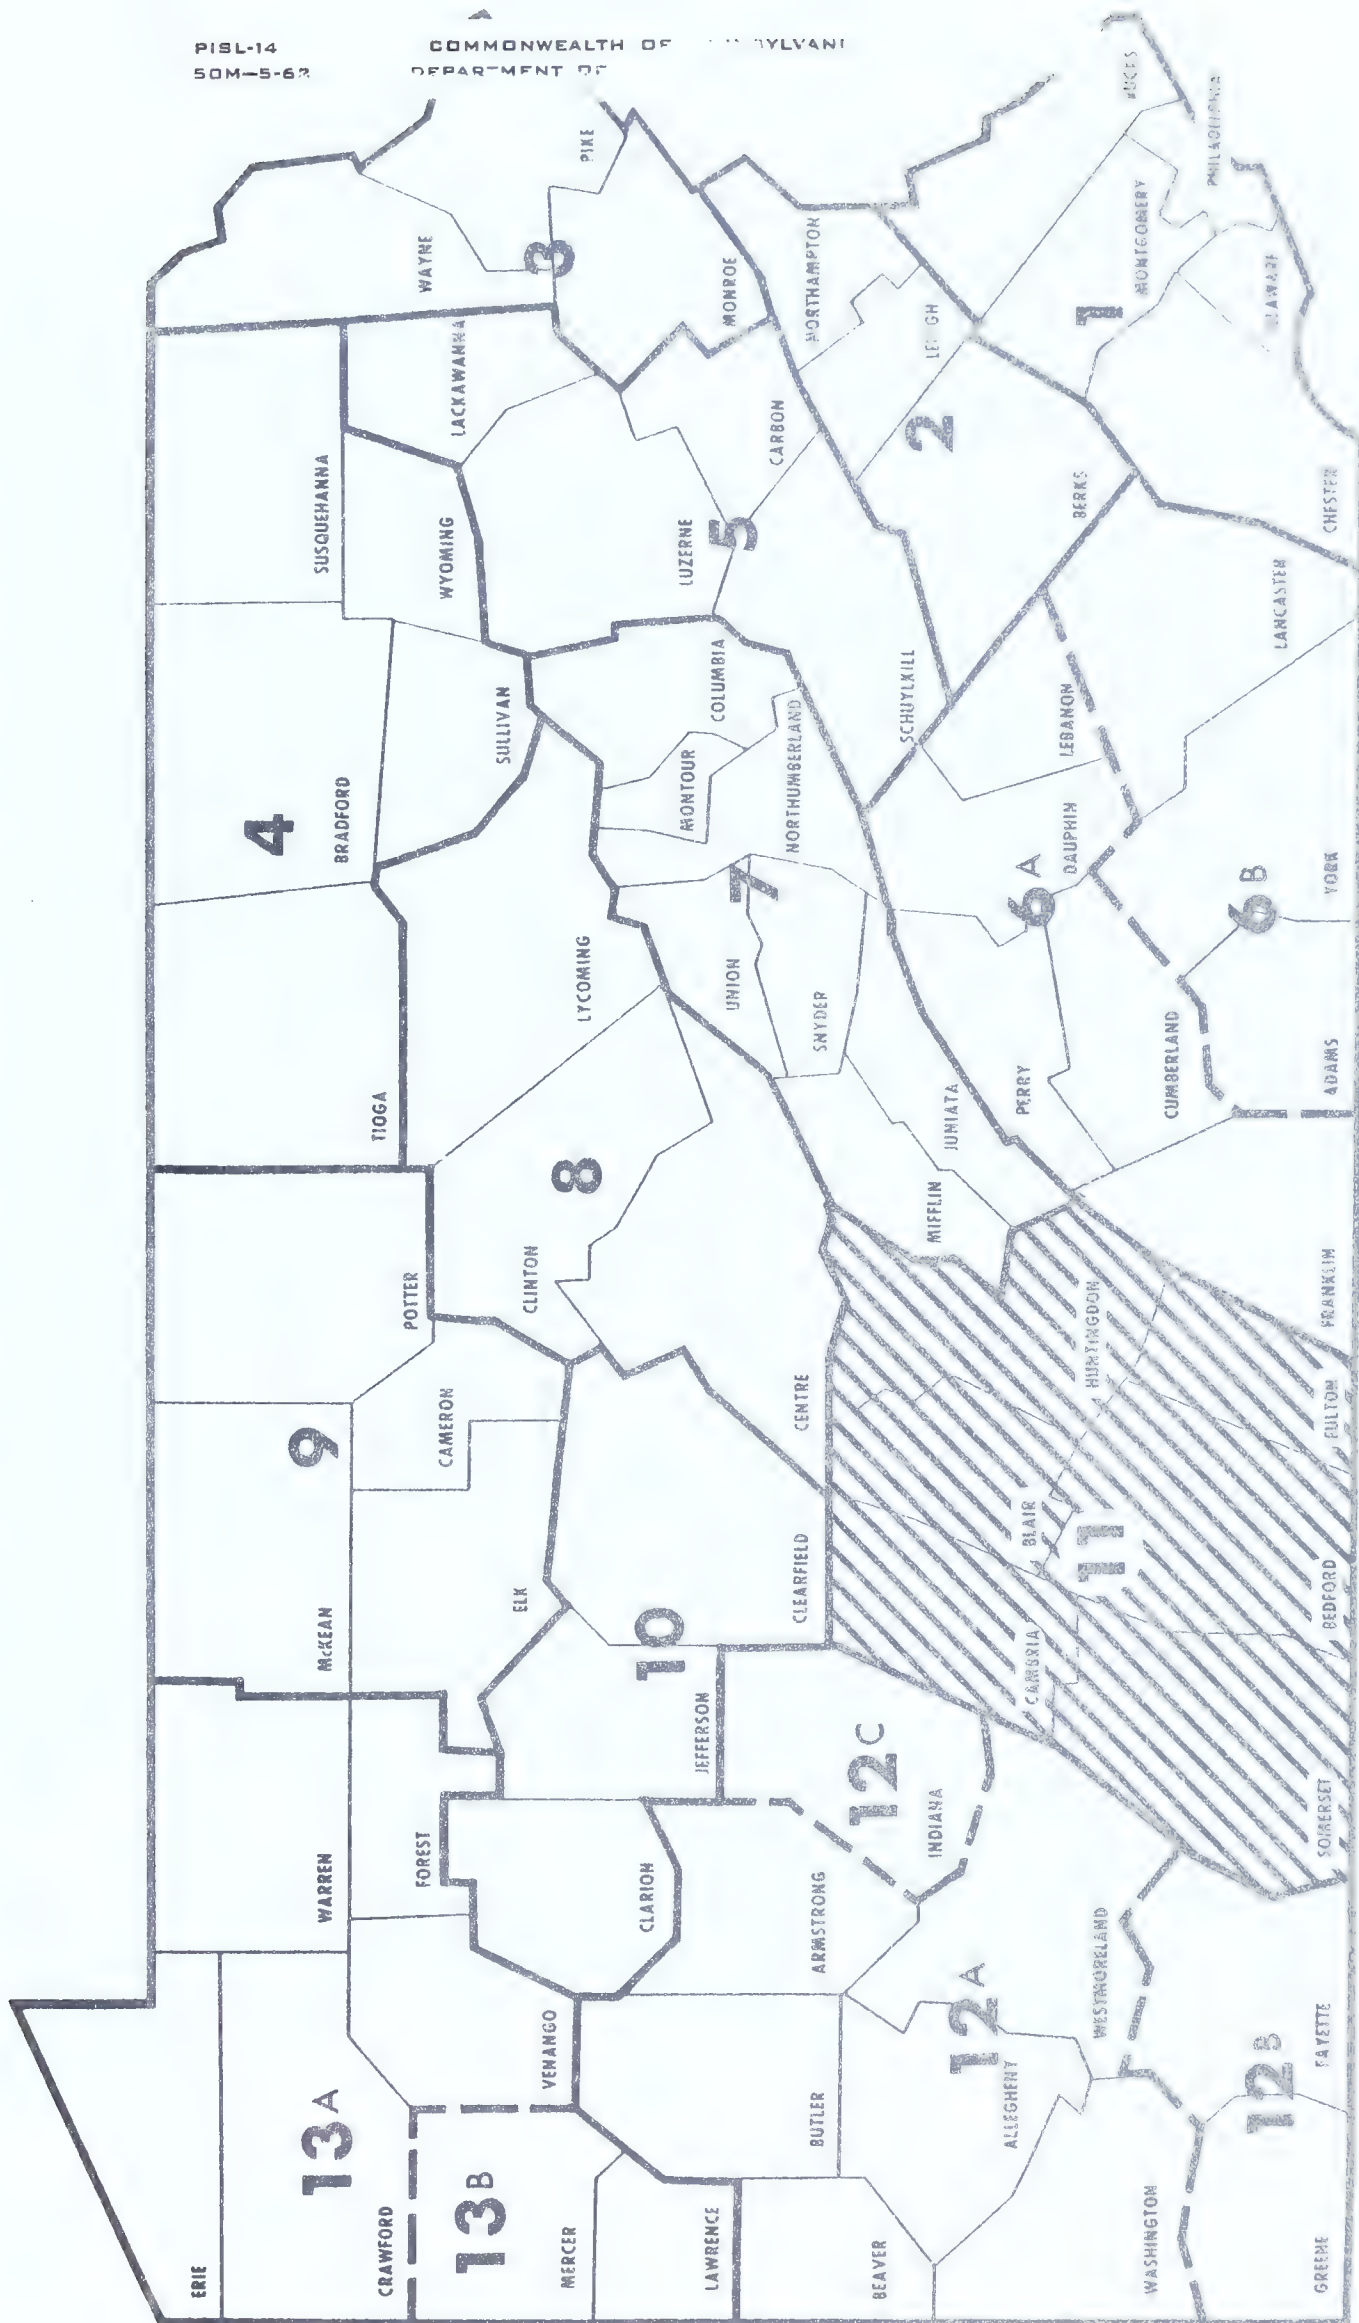 PISL-14
50M-5-62
COMMONWEALTH OF
DEPARTMENT OF
ERIE
CRAWFORD
13A
13B
MERCER
LAWRENCE
VENANGO
WARREN
FOREST
CLARION
MCKEAN
ELK
JEFFERSON
10
9
CAMERON
POTTER
CLINTON
8
CENTRE
CLEARFIELD
TIOGA
BRADFORD
4
SULLIVAN
LYCOMING
SUSQUEHANNA
WYOMING
LACKAWANNA
WAYNE
3
PIKE
MONROE
LUZERNE
5
CARBON
COLUMBIA
MONTOUR
NORTHUMBERLAND
7
UNION
SNYDER
JUNIATA
MIFFLIN
PERRY
NORTHAMPTON
2
SCHUYLKILL
BERKS
LEBANON
DAUPHIN
6A
6B
CUMBERLAND
ADAMS
YORK
LANCASTER
CHESTER
1
MONTGOMERY
PHILADELPHIA
HUNTINGDON
FRANKLIN
FULTON
BLAIR
11
BEDFORD
CAMBRIA
SOMERSET
12C
INDIANA
ARMSTRONG
BUTLER
BEAVER
ALLEGHENY
12A
WESTMORELAND
12B
FAYETTE
WASHINGTON
GREENE